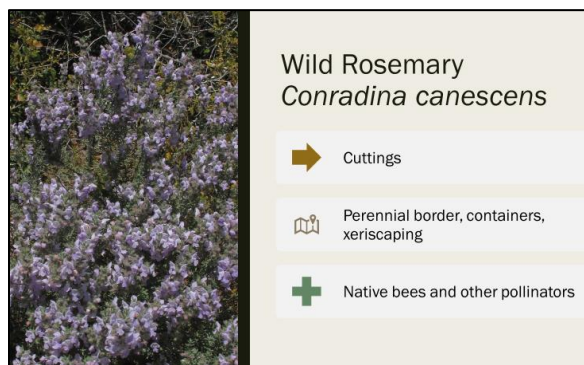 Wild Rosemary
Conradina canescens
Cuttings
Perennial border, containers,
xeriscaping
Native bees and other pollinators